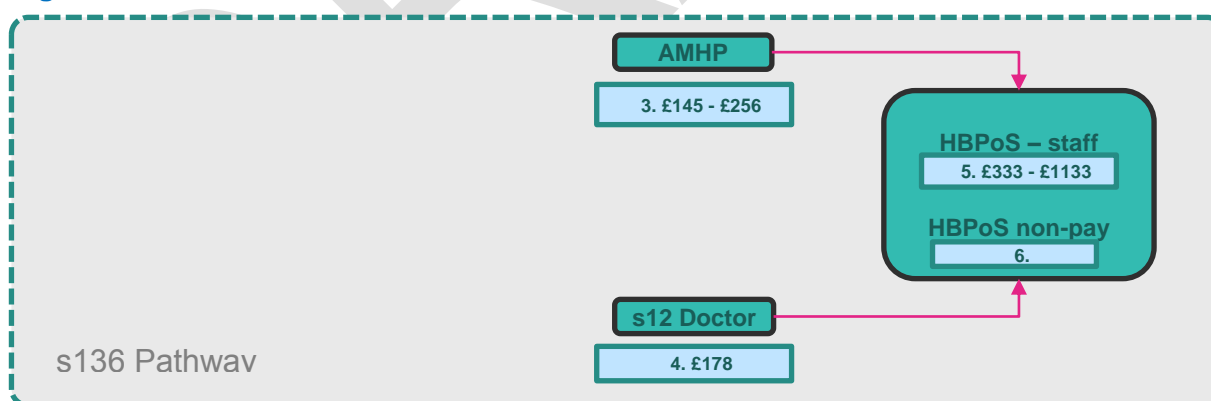 AMHP
3. £145 - £256
HBPoS – staff
5. £333 - £1133
HBPoS non-pay
6.
s12 Doctor
4. £178
s136 Pathway